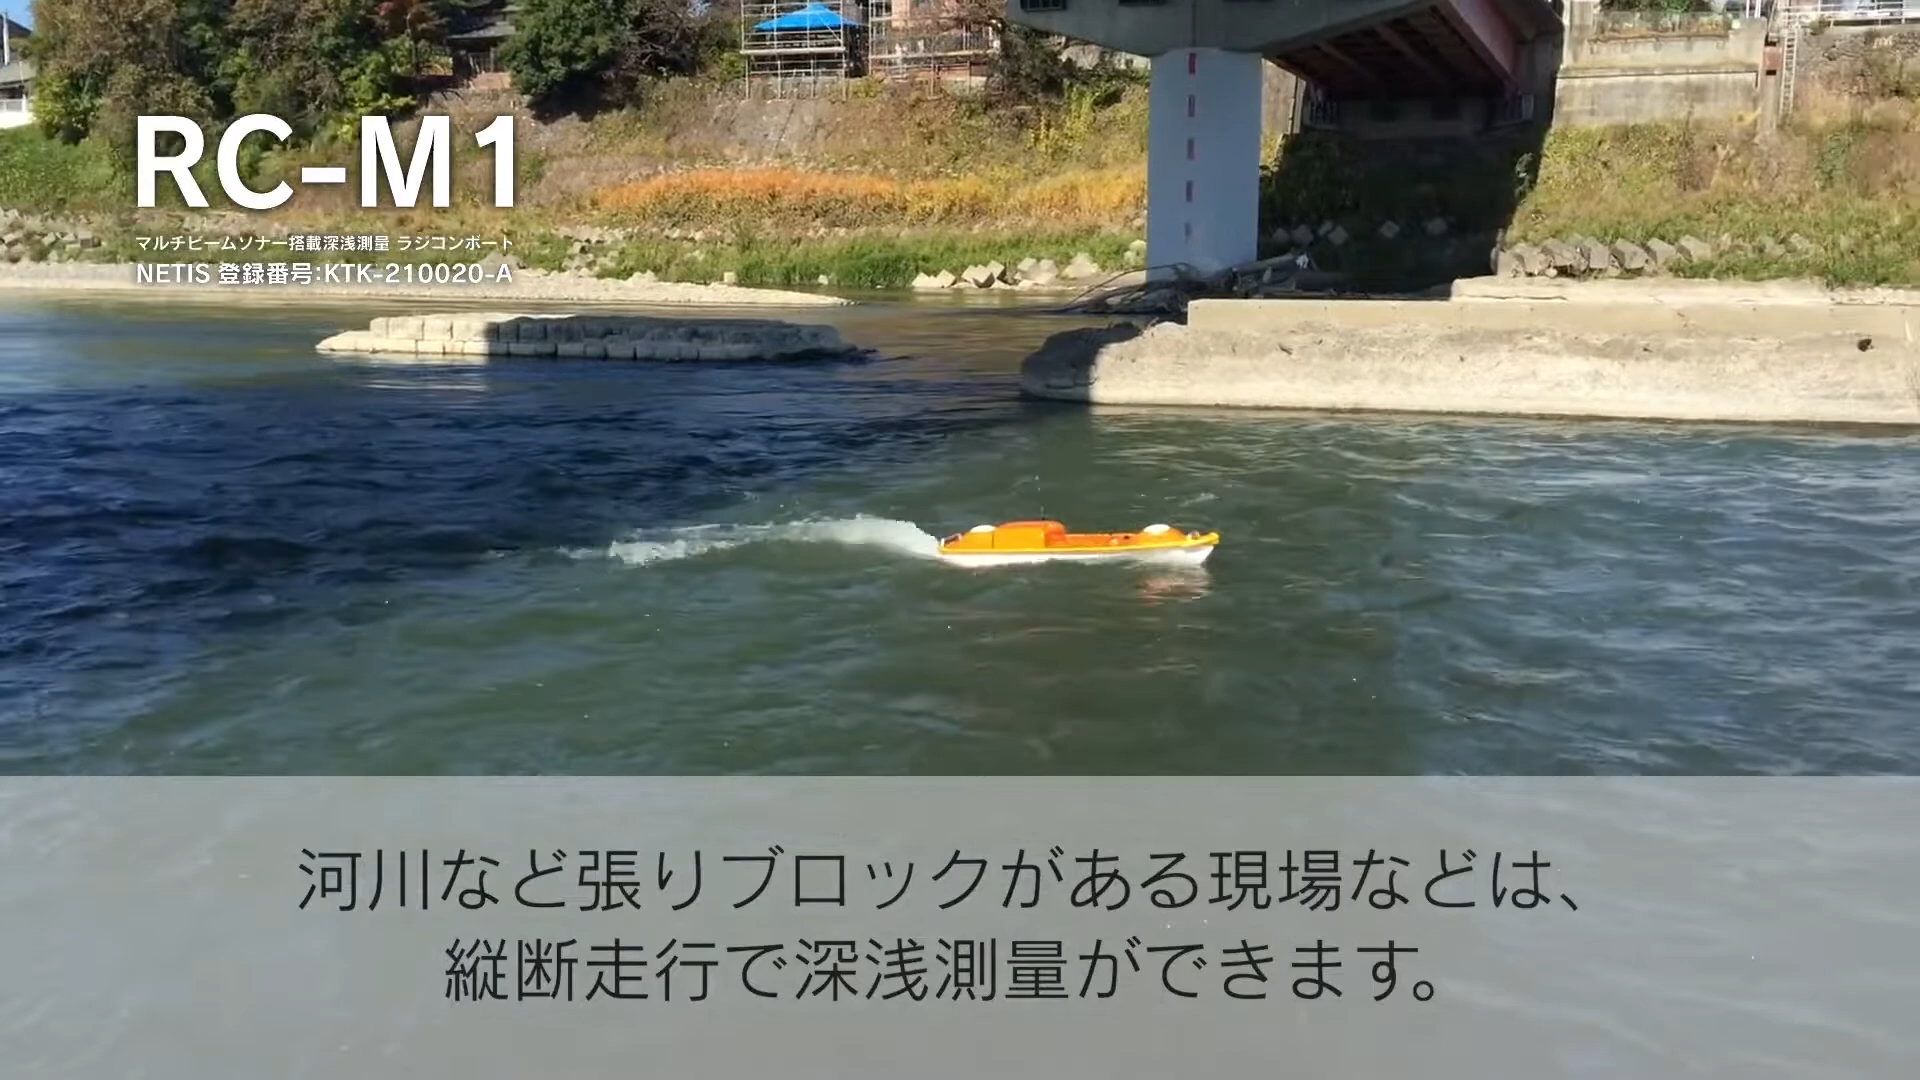 RC-M1
マルチビームソナー搭載深浅測量 ラジコンボート
NETIS 登録番号:KTK-210020-A
河川など張りブロックがある現場などは、
縦断走行で深浅測量ができます。